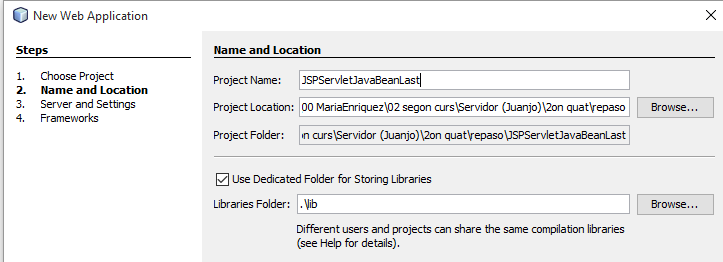 New Web Application
Steps
1. Choose Project
2. Name and Location
3. Server and Settings
4. Frameworks
Name and Location
Project Name: JSPServletJavaBeanLast
Project Location: 00 MariaEnriquez\02 segon curs\Servidor (Juanjo)\2on quat\repaso Browse...
Project Folder: on curs\Servidor (Juanjo)\2on quat\repaso\JSPServletJavaBeanLast
Use Dedicated Folder for Storing Libraries
Libraries Folder: .\lib Browse...
Different users and projects can share the same compilation libraries
(see Help for details).